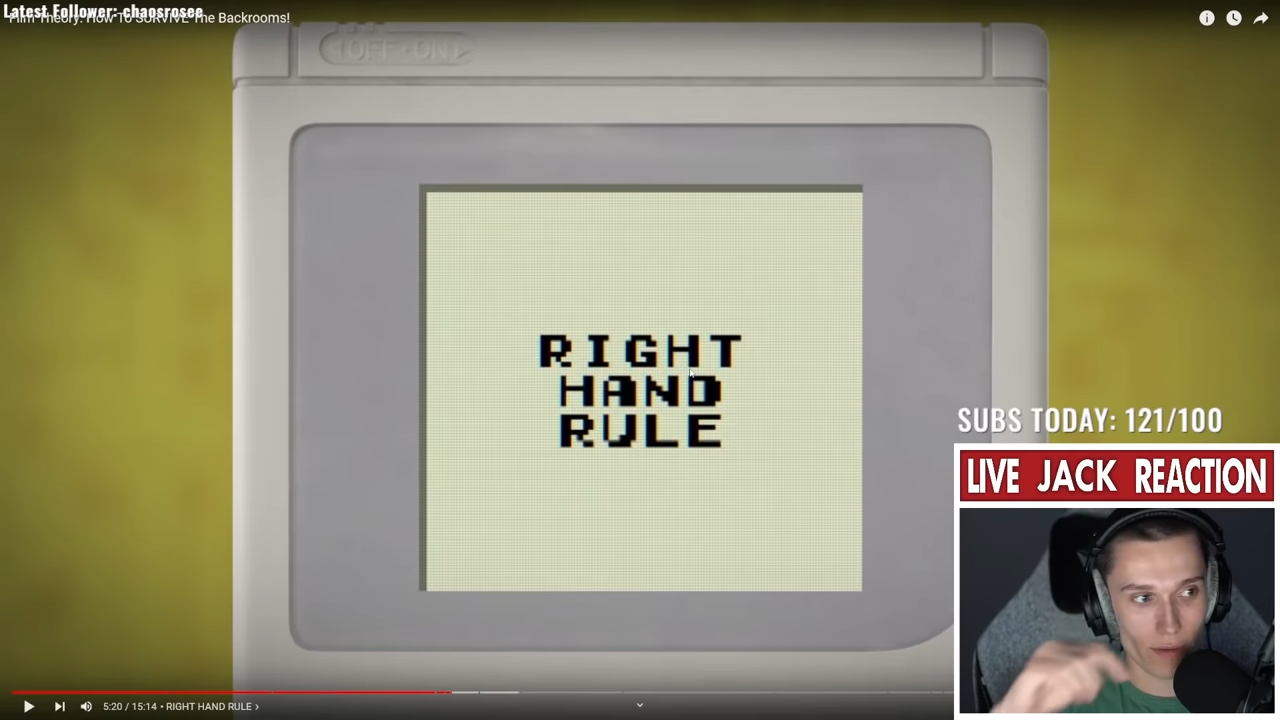 Latest Follower: chaosrosee
Film Theory: How To SURVIVE The Backrooms!
OFF•ON
RIGHT
HAND
RULE
SUBS TODAY: 121/100
LIVE JACK REACTION
5:20 / 15:14 • RIGHT HAND RULE >